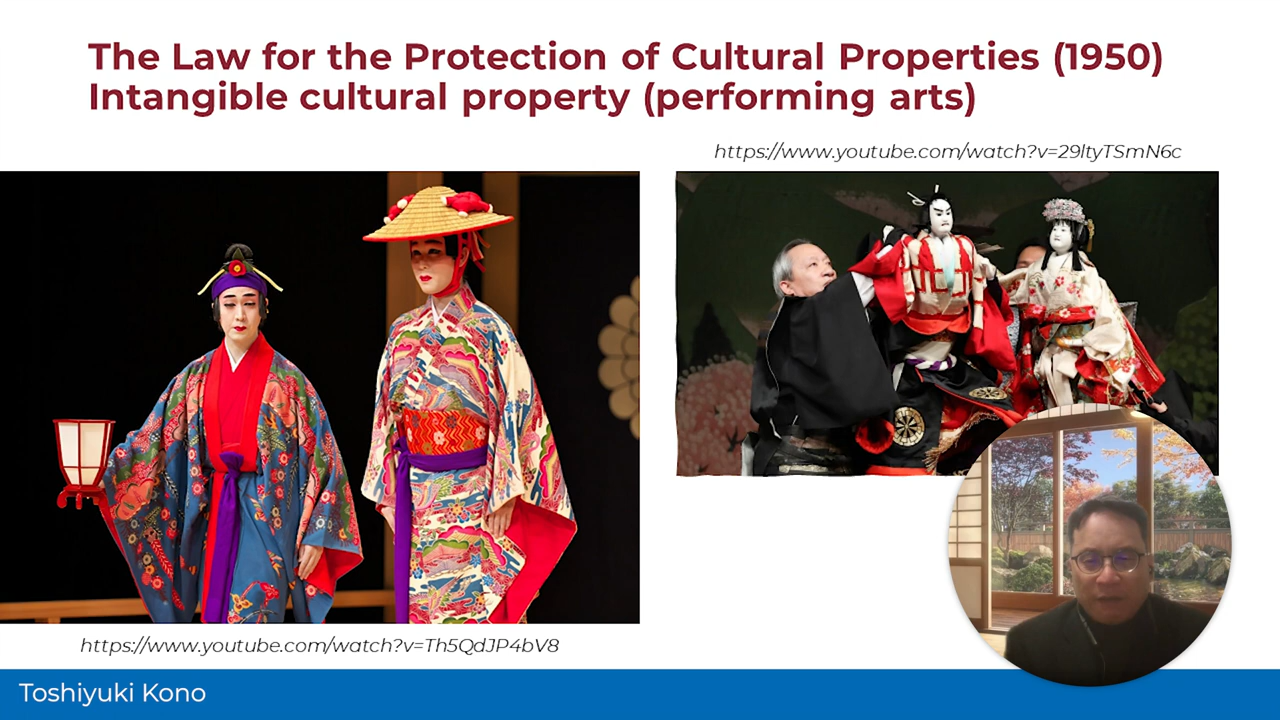 The Law for the Protection of Cultural Properties (1950)
Intangible cultural property (performing arts)
https://www.youtube.com/watch?v=29ltyTSmN6c
https://www.youtube.com/watch?v=Th5QdJP4bV8
Toshiyuki Kono